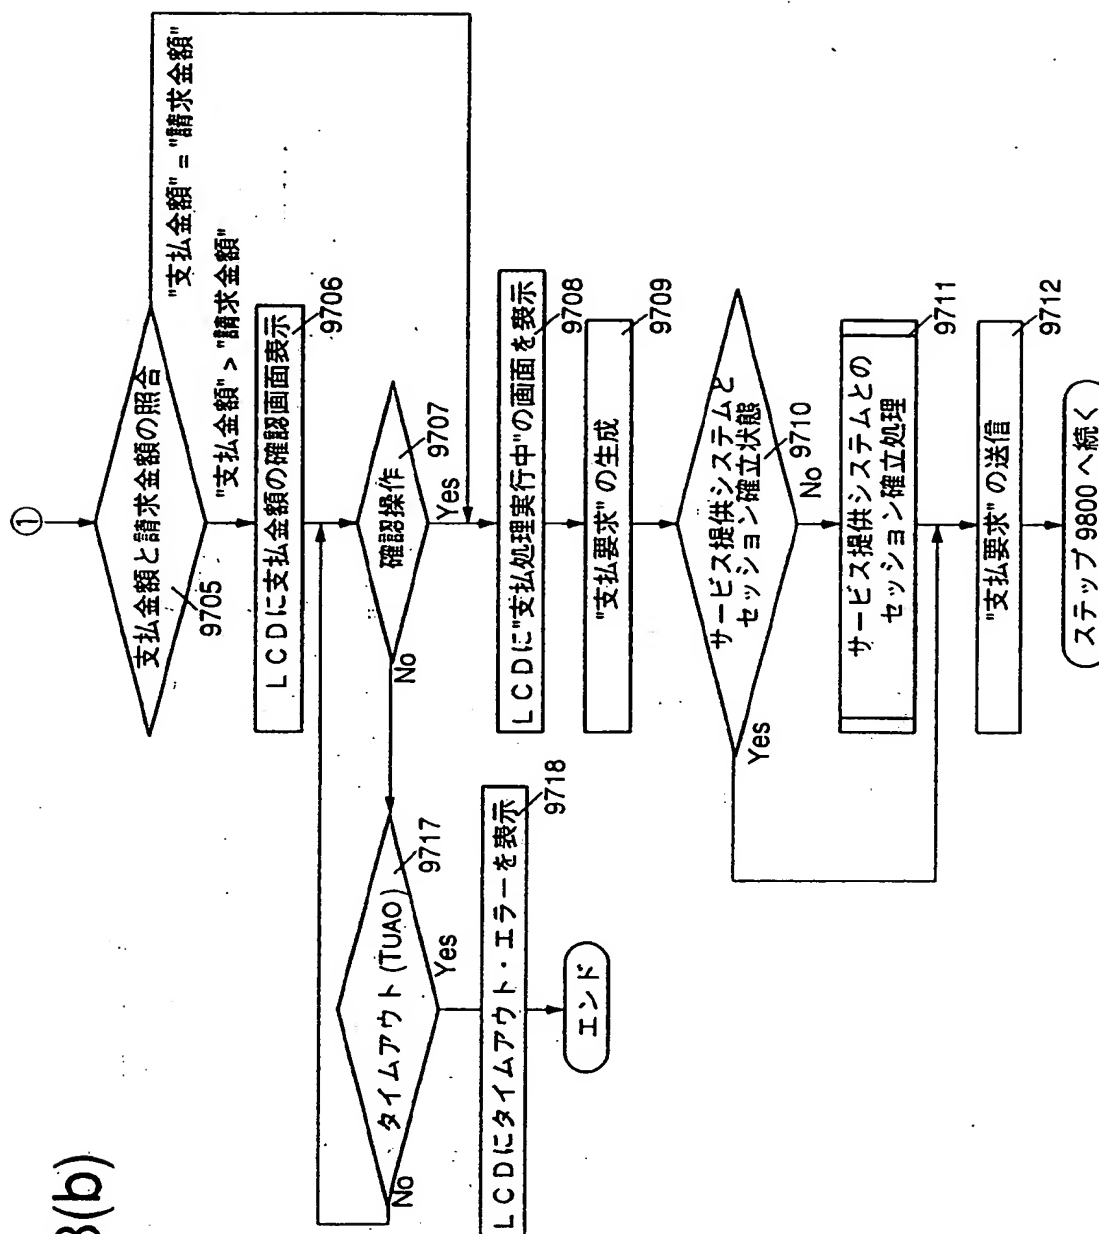 8(b)
①
支払金額と請求金額の照合
9705
"支払金額" = "請求金額"
"支払金額" > "請求金額"
LCDに支払金額の確認画面表示
9706
確認操作
9707
Yes
No
タイムアウト(TUAO)
9717
No
Yes
LCDにタイムアウト・エラーを表示
9718
エンド
LCDに"支払処理実行中"の画面を表示
9708
"支払要求" の生成
9709
サービス提供システムと
セッション確立状態
9710
Yes
No
サービス提供システムとの
セッション確立処理
9711
"支払要求" の送信
9712
ステップ 9800 へ続く